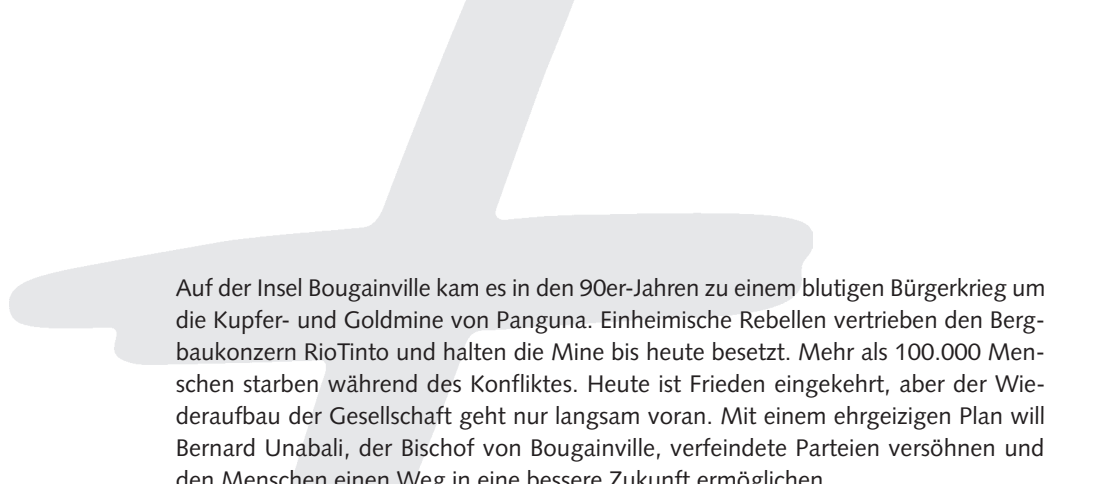 Auf der Insel Bougainville kam es in den 90er-Jahren zu einem blutigen Bürgerkrieg um
die Kupfer- und Goldmine von Panguna. Einheimische Rebellen vertrieben den Berg-
baukonzern RioTinto und halten die Mine bis heute besetzt. Mehr als 100.000 Men-
schen starben während des Konfliktes. Heute ist Frieden eingekehrt, aber der Wie-
deraufbau der Gesellschaft geht nur langsam voran. Mit einem ehrgeizigen Plan will
Bernard Unabali, der Bischof von Bougainville, verfeindete Parteien versöhnen und
den Menschen einen Weg in eine bessere Zukunft ermöglichen.